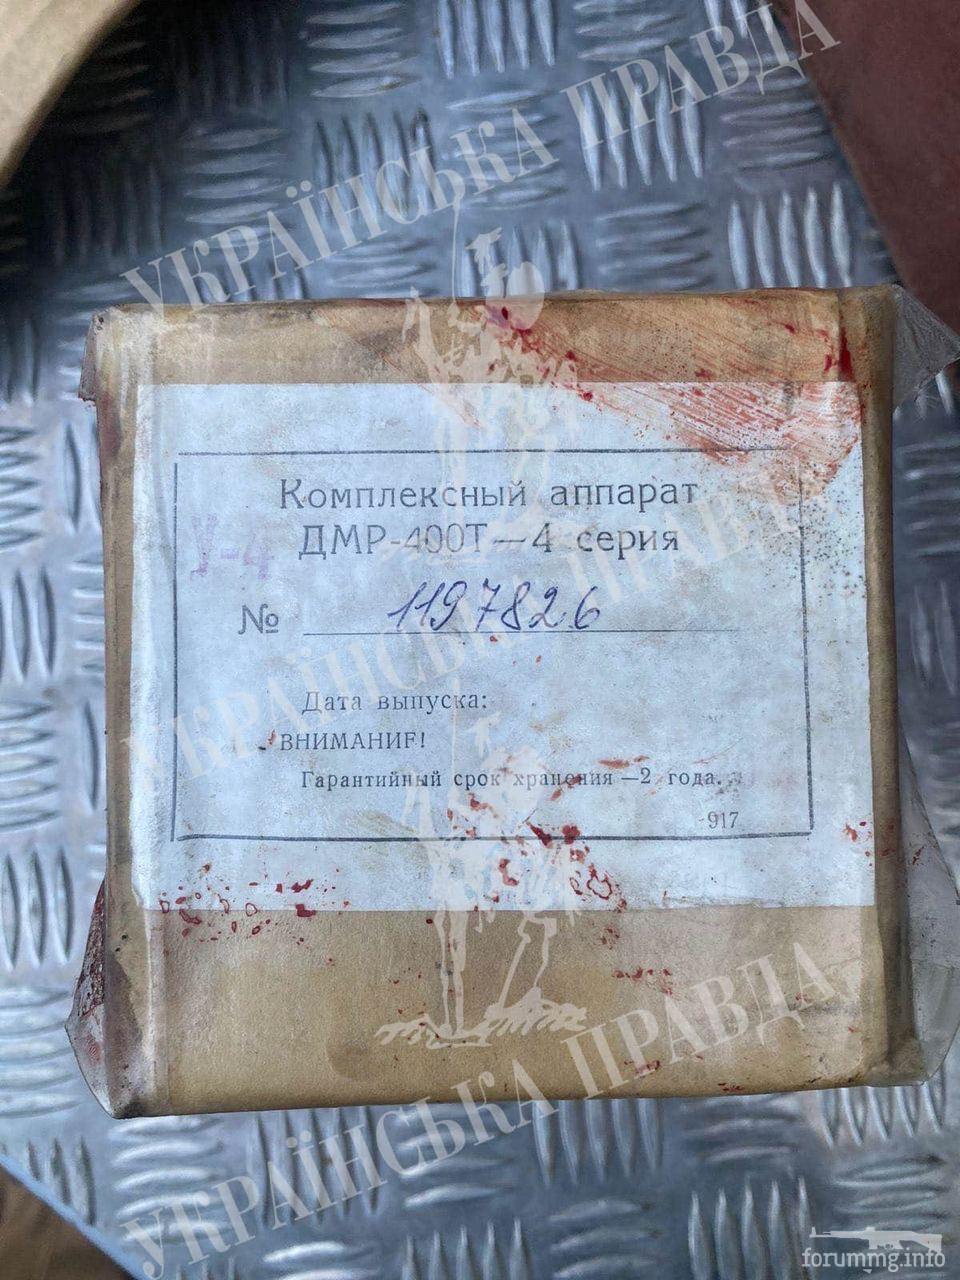 УКРАЇНСЬКА ПРАВДА
Комплексный аппарат
У-4 ДМР-400Т—4 серия
№ 1197826
Дата выпуска:
ВНИМАНИЕ!
Гарантийный срок хранения—2 года.
917
УКРАЇНСЬКА ПРАВДА
УКРАЇНСЬКА ПРАВДА
forummg.info